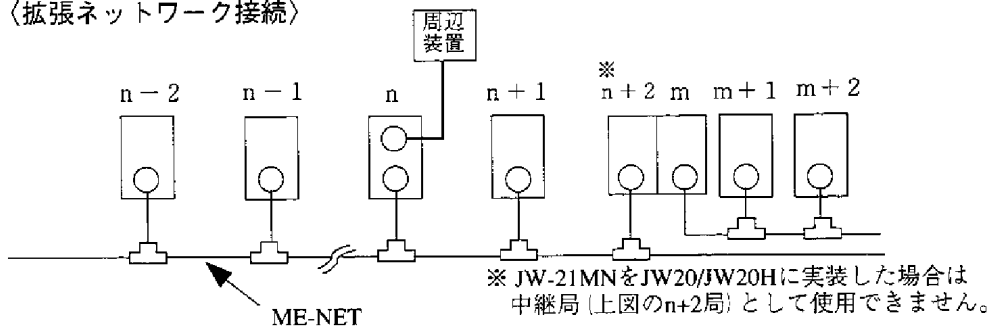 〈拡張ネットワーク接続〉
周辺
装置
※
n－2 n－1 n n＋1 n＋2 m m＋1 m＋2
※ JW-21MNをJW20/JW20Hに実装した場合は
中継局(上図のn+2局)として使用できません。
ME-NET